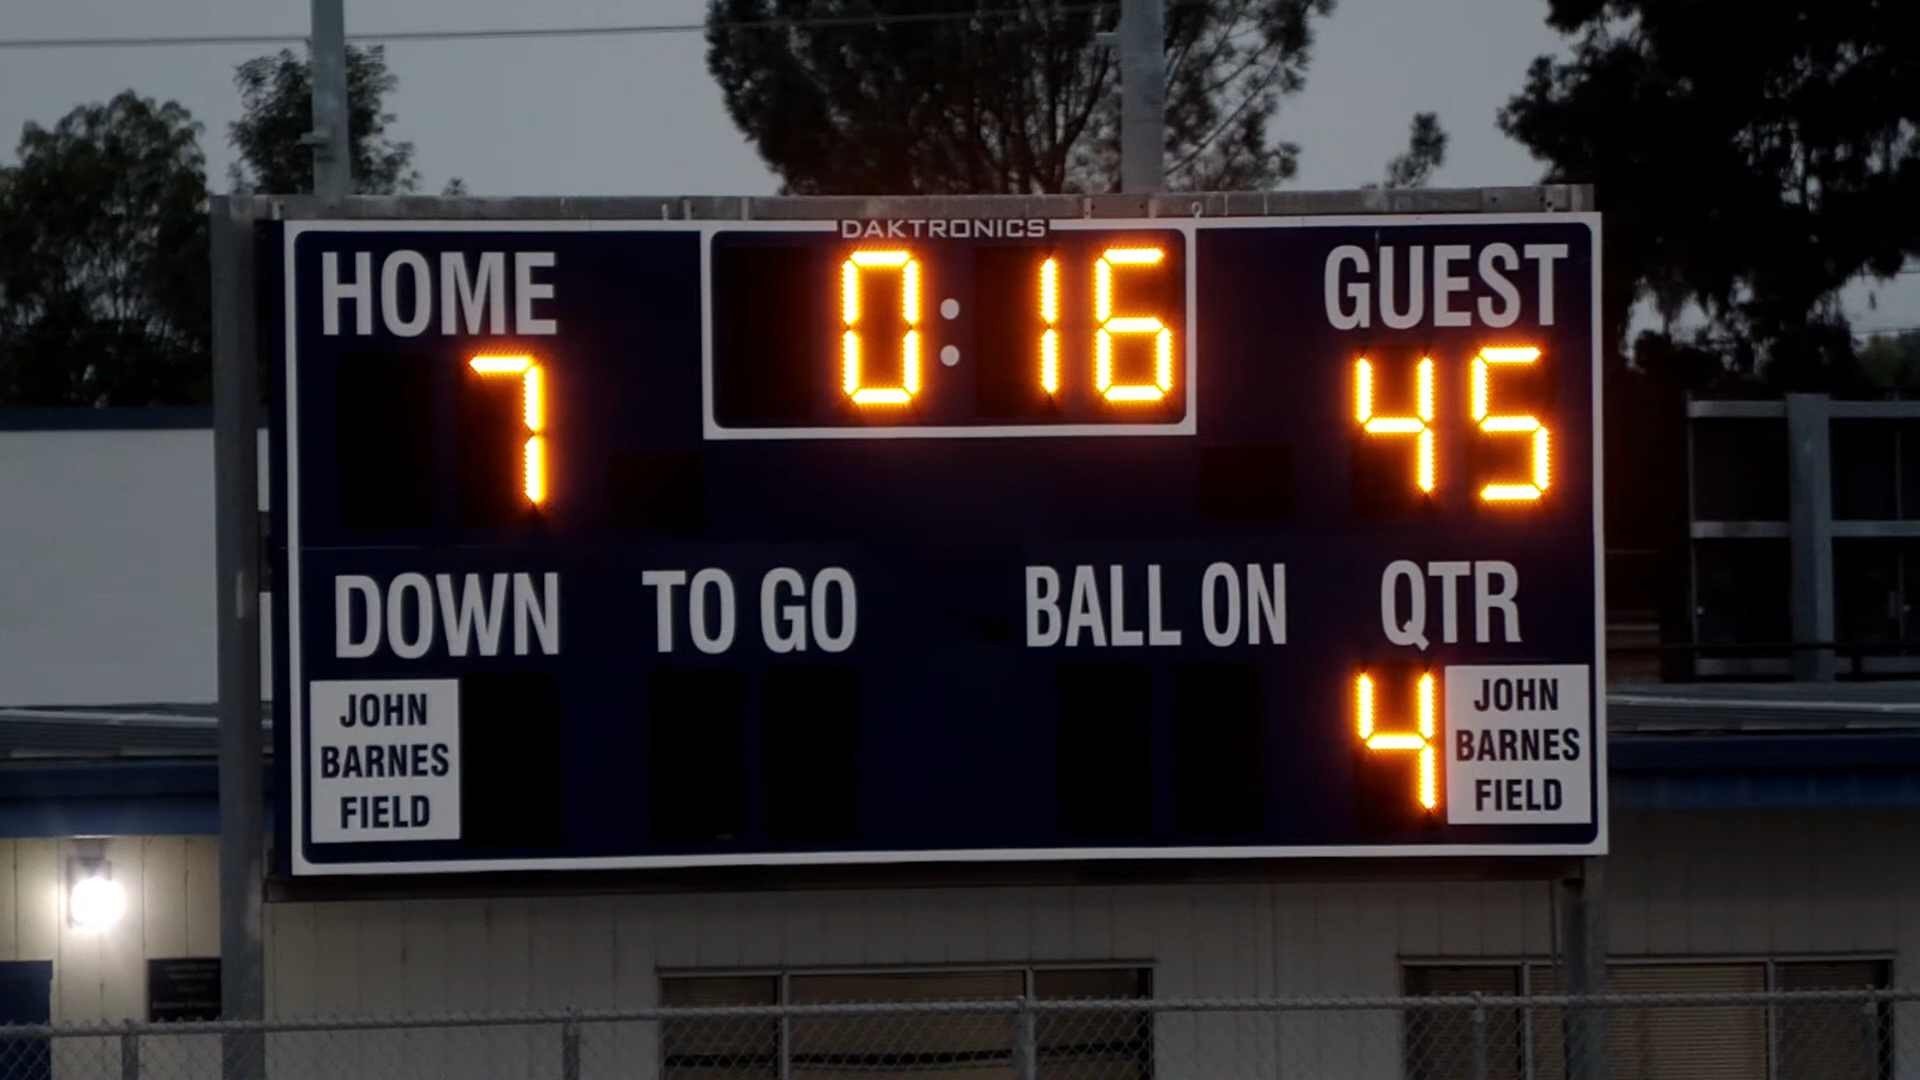 DAKTRONICS
HOME 0:16 GUEST
7 45
DOWN TO GO BALL ON QTR
4
JOHN
BARNES
FIELD
JOHN
BARNES
FIELD